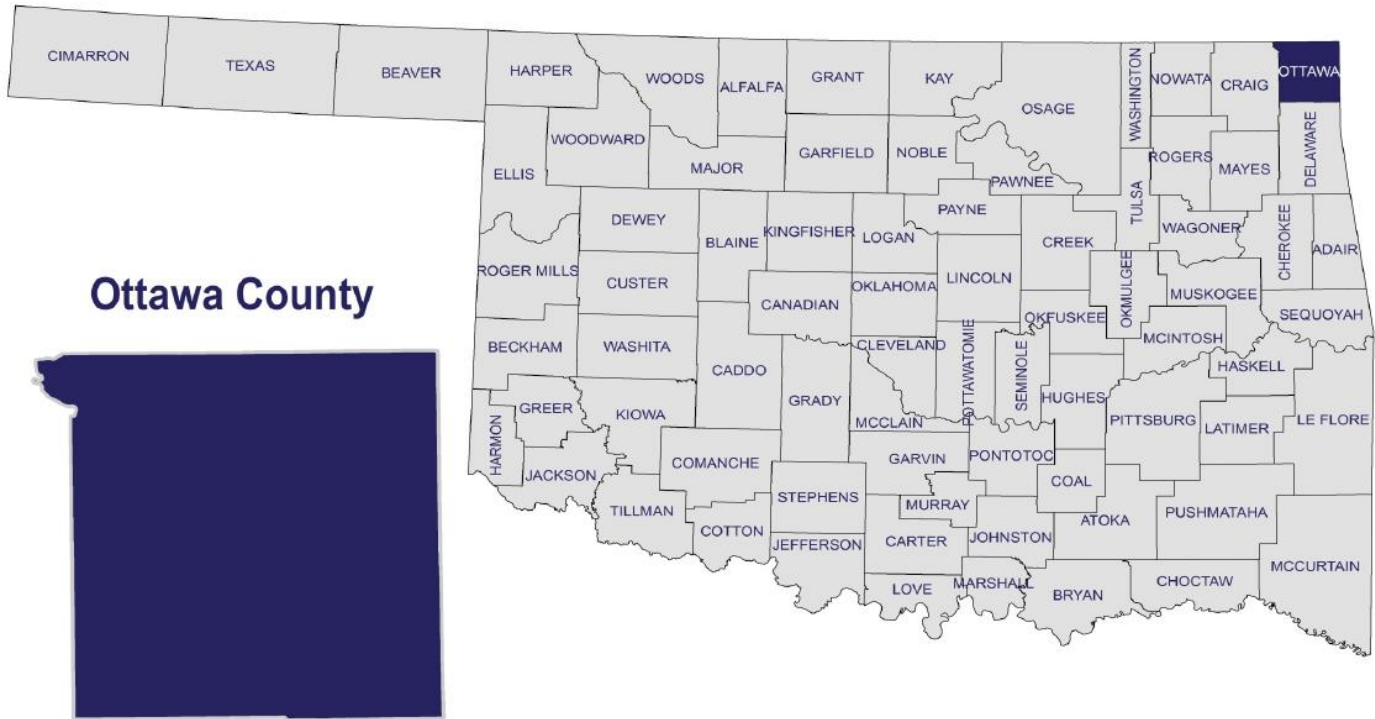 CIMARRON
TEXAS
BEAVER
HARPER
WOODS
ALFALFA
GRANT
KAY
OSAGE
WASHINGTON
NOWATA
CRAIG
OTTAWA
WOODWARD
ELLIS
MAJOR
GARFIELD
NOBLE
PAWNEE
ROGERS
MAYES
DELAWARE
TULSA
DEWEY
BLAINE
KINGFISHER
LOGAN
PAYNE
CREEK
WAGONER
CHEROKEE
ADAIR
ROGER MILLS
CUSTER
CANADIAN
OKLAHOMA
LINCOLN
OKMULGEE
MUSKOGEE
SEQUOYAH
Ottawa County
BECKHAM
WASHITA
CADDO
CLEVELAND
POTTAWATOMIE
SEMINOLE
OKFUSKEE
MCINTOSH
HASKELL
HARMON
GREER
KIOWA
GRADY
MCCLAIN
HUGHES
PITTSBURG
LATIMER
LE FLORE
JACKSON
COMANCHE
GARVIN
PONTOTOC
COAL
TILLMAN
COTTON
STEPHENS
MURRAY
ATOKA
PUSHMATAHA
JEFFERSON
CARTER
JOHNSTON
MCCURTAIN
LOVE
MARSHALL
BRYAN
CHOCTAW